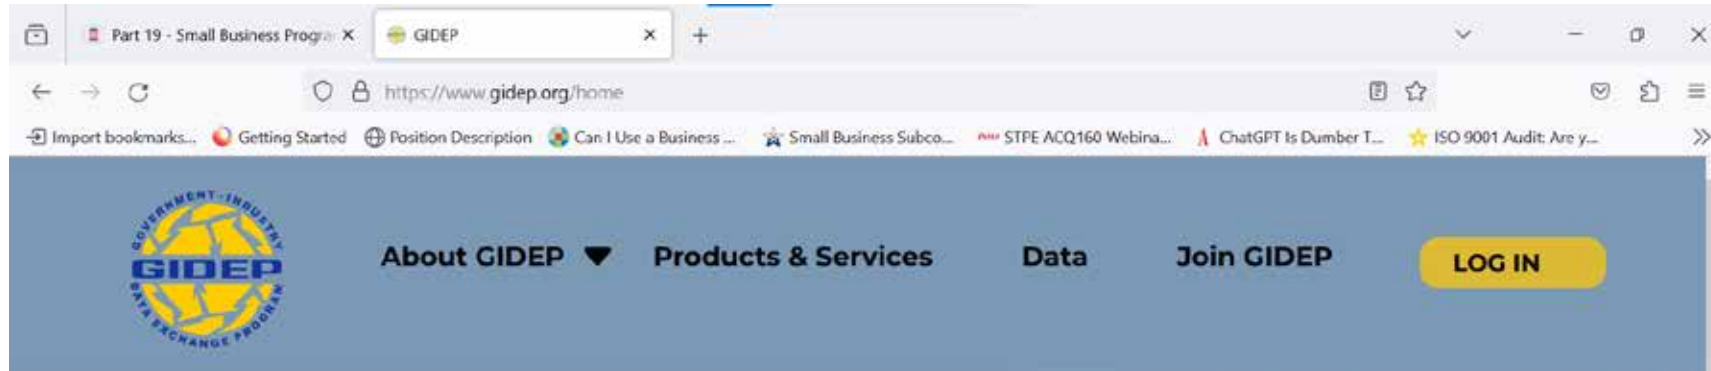 Part 19 - Small Business Progra
GIDEP
https://www.gidep.org/home
Import bookmarks... Getting Started Position Description Can I Use a Business ... Small Business Subco... STPE ACQ160 Webina... ChatGPT Is Dumber T... ISO 9001 Audit: Are y...
GOVERNMENT-INDUSTRY
GIDEP
DATA EXCHANGE PROGRAM
About GIDEP Products & Services Data Join GIDEP LOG IN